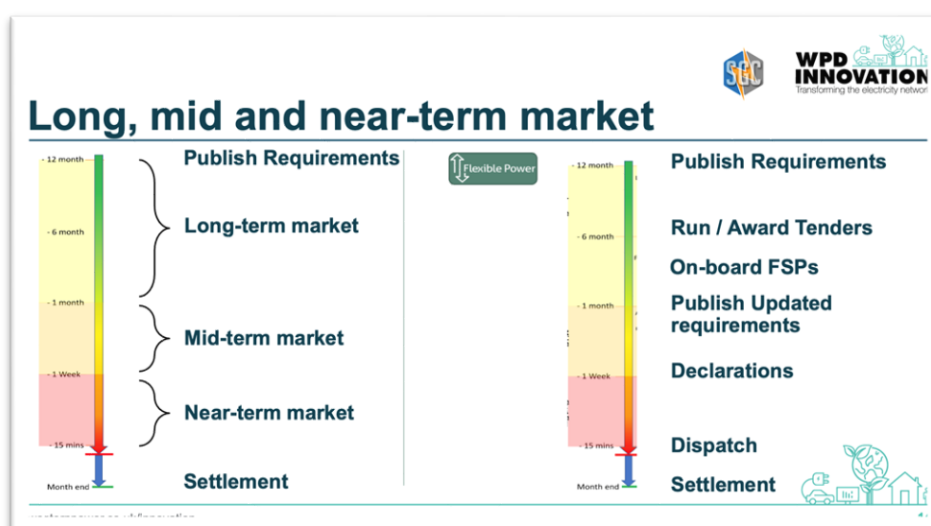 SGC
WPD
INNOVATION
Transforming the electricity networ
Long, mid and near-term market
- 12 month
- 6 month
- 1 month
- 1 Week
- 15 mins
Month end
Publish Requirements
Long-term market
Mid-term market
Near-term market
Settlement
Flexible Power
- 12 month
- 6 month
- 1 month
- 1 Week
- 15 mins
Month end
Publish Requirements
Run / Award Tenders
On-board FSPs
Publish Updated
requirements
Declarations
Dispatch
Settlement